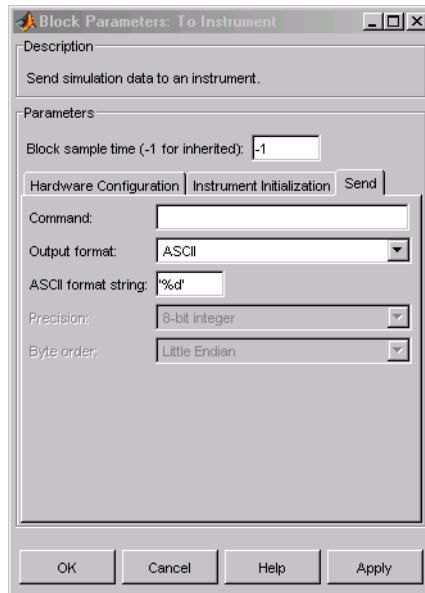 Block Parameters: To Instrument
Description
Send simulation data to an instrument.
Parameters
Block sample time (-1 for inherited): -1
Hardware Configuration Instrument Initialization Send
Command:
Output format: ASCII
ASCII format string: '%d'
Precision: 8-bit integer
Byte order: Little Endian
OK Cancel Help Apply